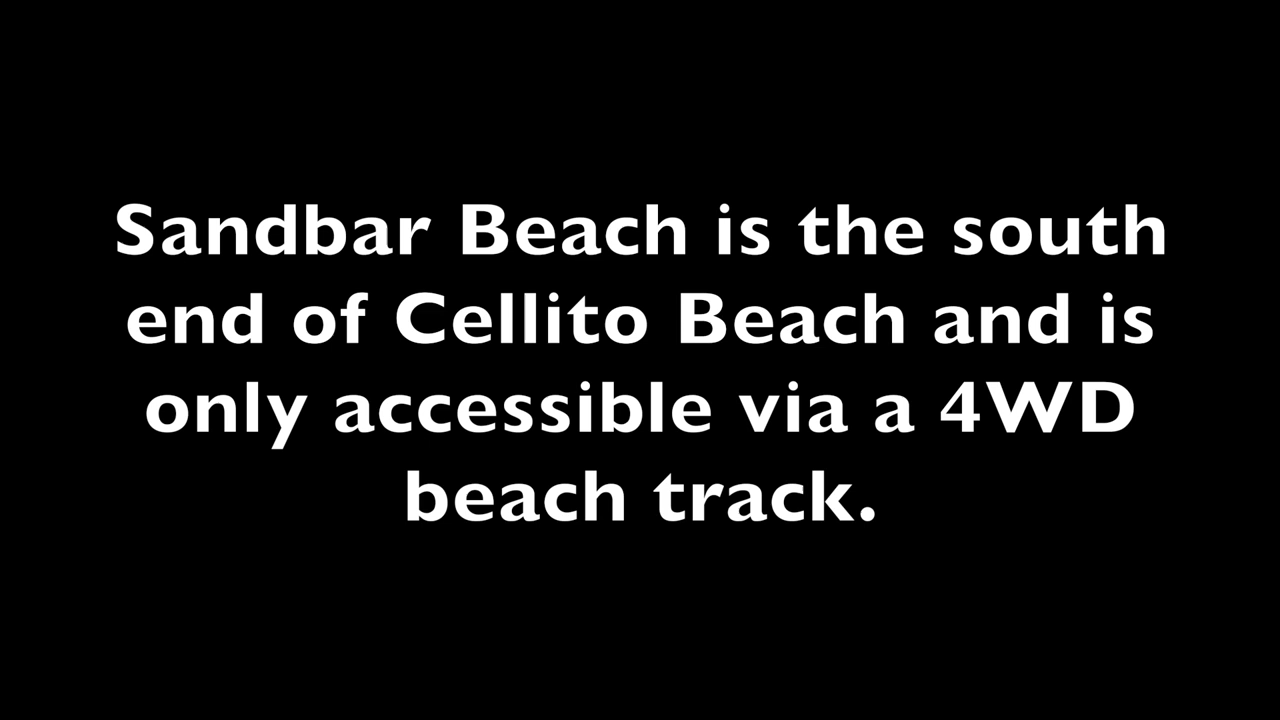 Sandbar Beach is the south
end of Cellito Beach and is
only accessible via a 4WD
beach track.